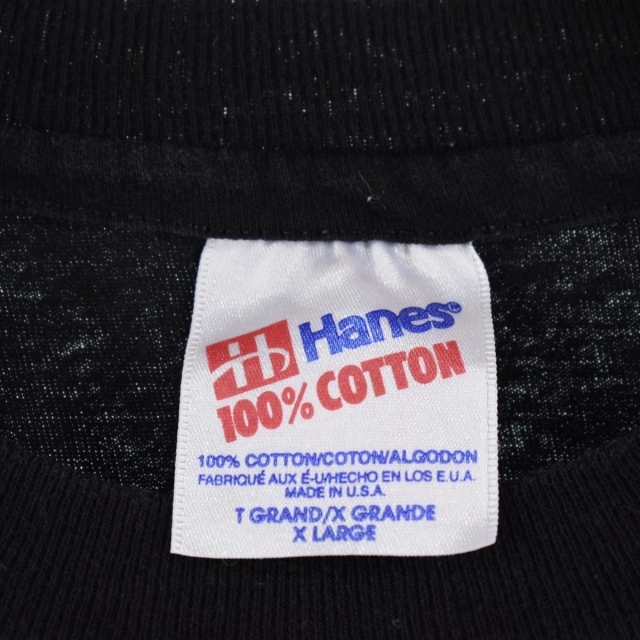 Hanes®
100% COTTON
100% COTTON/COTON/ALGODON
FABRIQUÉ AUX É-U/HECHO EN LOS E.U.A.
MADE IN U.S.A.
T GRAND/X GRANDE
X LARGE